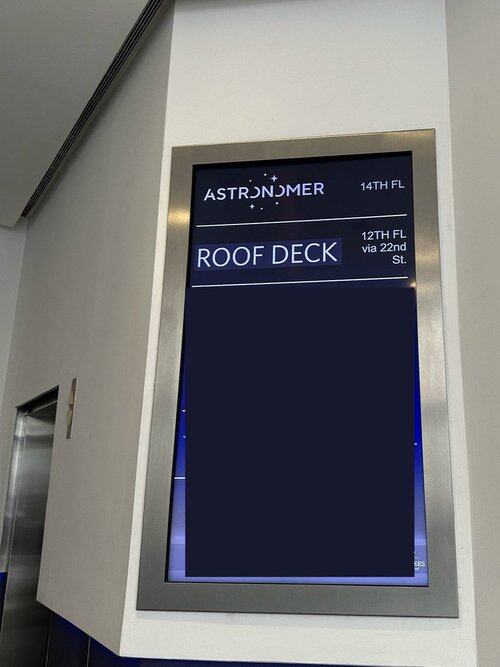 ASTRONOMER 14TH FL
ROOF DECK 12TH FL
via 22nd
St.